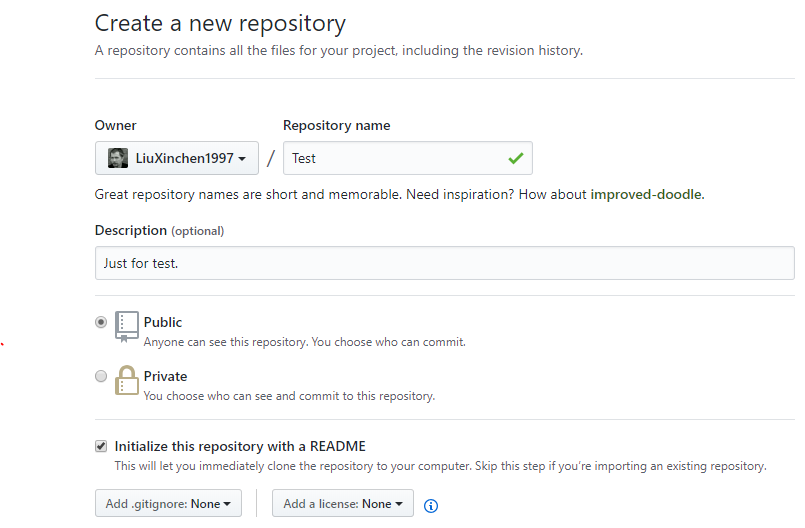 Create a new repository
A repository contains all the files for your project, including the revision history.
Owner
Repository name
LiuXinchen1997
/
Test
Great repository names are short and memorable. Need inspiration? How about improved-doodle.
Description (optional)
Just for test.
Public
Anyone can see this repository. You choose who can commit.
Private
You choose who can see and commit to this repository.
Initialize this repository with a README
This will let you immediately clone the repository to your computer. Skip this step if you’re importing an existing repository.
Add .gitignore: None
Add a license: None